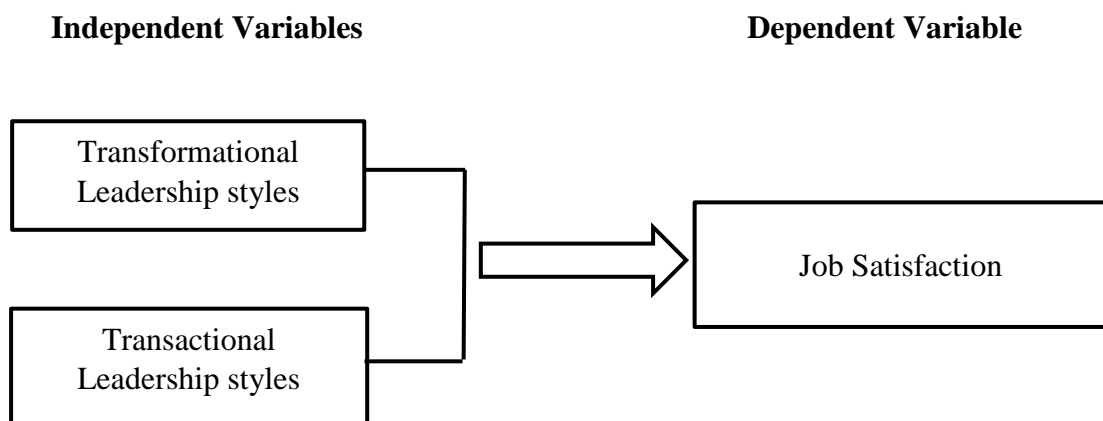 Independent Variables
Dependent Variable
Transformational
Leadership styles
Job Satisfaction
Transactional
Leadership styles